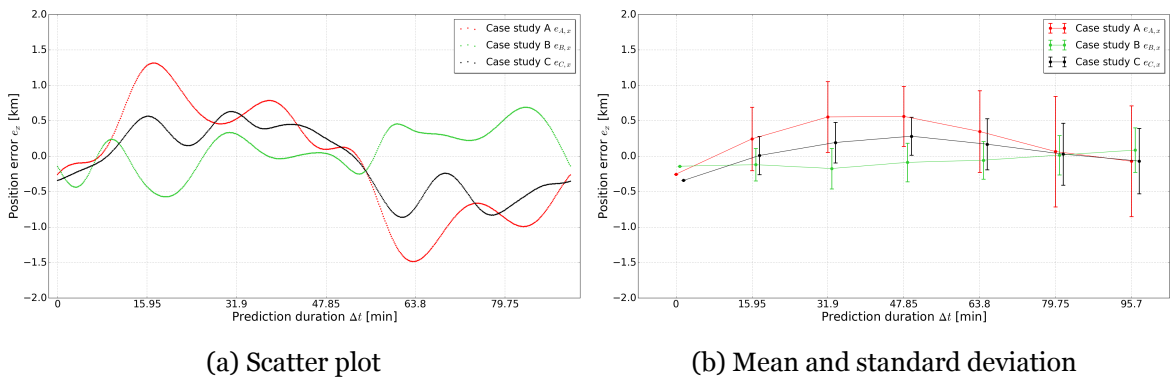 2.0
1.5
1.0
0.5
0.0
−0.5
−1.0
−1.5
−2.0
Position error e_x [km]
0 15.95 31.9 47.85 63.8 79.75
Prediction duration Δt [min]
Case study A e_{A,x}
Case study B e_{B,x}
Case study C e_{C,x}
(a) Scatter plot
2.0
1.5
1.0
0.5
0.0
−0.5
−1.0
−1.5
−2.0
Position error e_x [km]
0 15.95 31.9 47.85 63.8 79.75 95.7
Prediction duration Δt [min]
Case study A e_{A,x}
Case study B e_{B,x}
Case study C e_{C,x}
(b) Mean and standard deviation